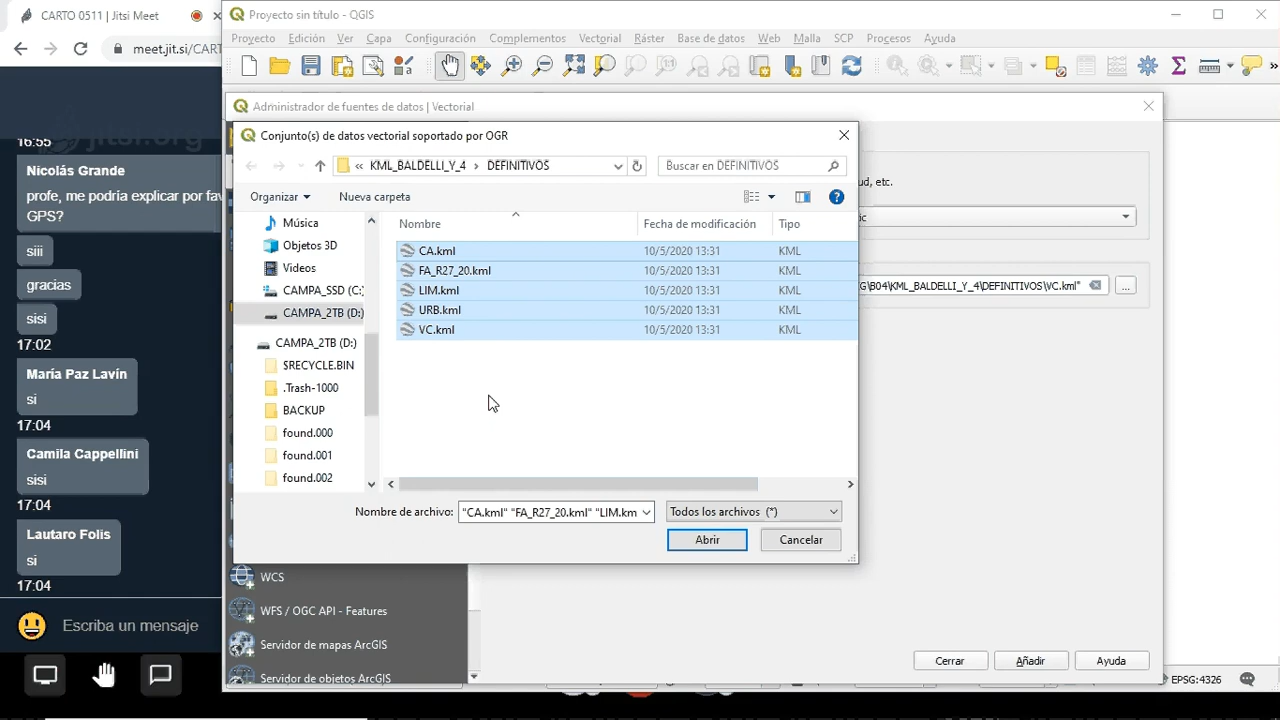 CARTO 0511 | Jitsi Meet
meet.jit.si/CART
jitsi.org
16:55
Nicolás Grande
profe, me podría explicar por fav
GPS?
siii
gracias
sisi
17:02
María Paz Lavín
si
17:04
Camila Cappellini
sisi
17:04
Lautaro Folis
si
17:04
Escriba un mensaje
Proyecto sin título - QGIS
Proyecto Edición Ver Capa Configuración Complementos Vectorial Ráster Base de datos Web Malla SCP Procesos Ayuda
Administrador de fuentes de datos | Vectorial
Conjunto(s) de datos vectorial soportado por OGR
« KML_BALDELLI_Y_4 › DEFINITIVOS
Buscar en DEFINITIVOS
Organizar
Nueva carpeta
Música
Objetos 3D
Videos
CAMPA_SSD (C:)
CAMPA_2TB (D:)
CAMPA_2TB (D:)
$RECYCLE.BIN
.Trash-1000
BACKUP
found.000
found.001
found.002
Nombre Fecha de modificación Tipo
CA.kml 10/5/2020 13:31 KML
FA_R27_20.kml 10/5/2020 13:31 KML
LIM.kml 10/5/2020 13:31 KML
URB.kml 10/5/2020 13:31 KML
VC.kml 10/5/2020 13:31 KML
Nombre de archivo: "CA.kml" "FA_R27_20.kml" "LIM.km
Todos los archivos (*)
Abrir
Cancelar
ud, etc.
ic
G\B04\KML_BALDELLI_Y_4\DEFINITIVOS\VC.kml"
...
WCS
WFS / OGC API - Features
Servidor de mapas ArcGIS
Servidor de objetos ArcGIS
Cerrar
Añadir
Ayuda
EPSG:4326